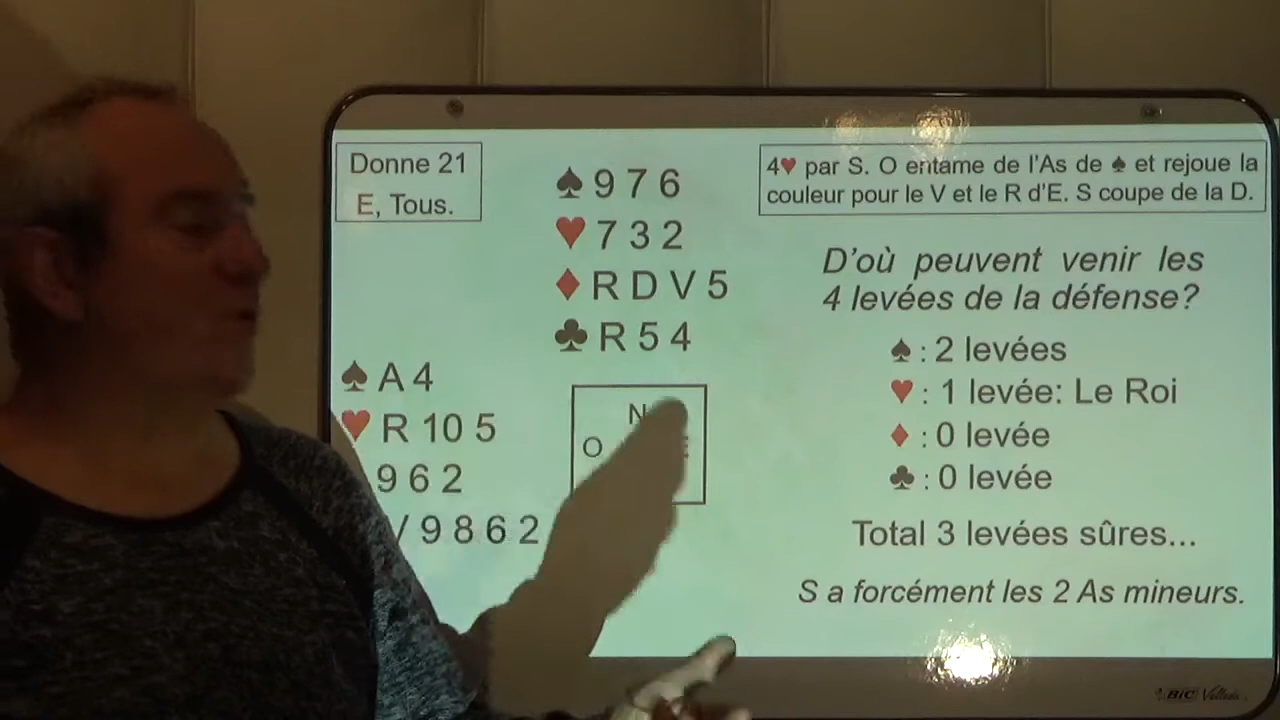 Donne 21
E, Tous.
♠ 9 7 6
♥ 7 3 2
♦ R D V 5
♣ R 5 4
4♥ par S. O entame de l'As de ♠ et rejoue la
couleur pour le V et le R d'E. S coupe de la D.
♠ A 4
♥ R 10 5
9 6 2
V 9 8 6 2
N
O
D'où peuvent venir les
4 levées de la défense?
♠ : 2 levées
♥ : 1 levée: Le Roi
♦ : 0 levée
♣ : 0 levée
Total 3 levées sûres...
S a forcément les 2 As mineurs.
BIC Velleda